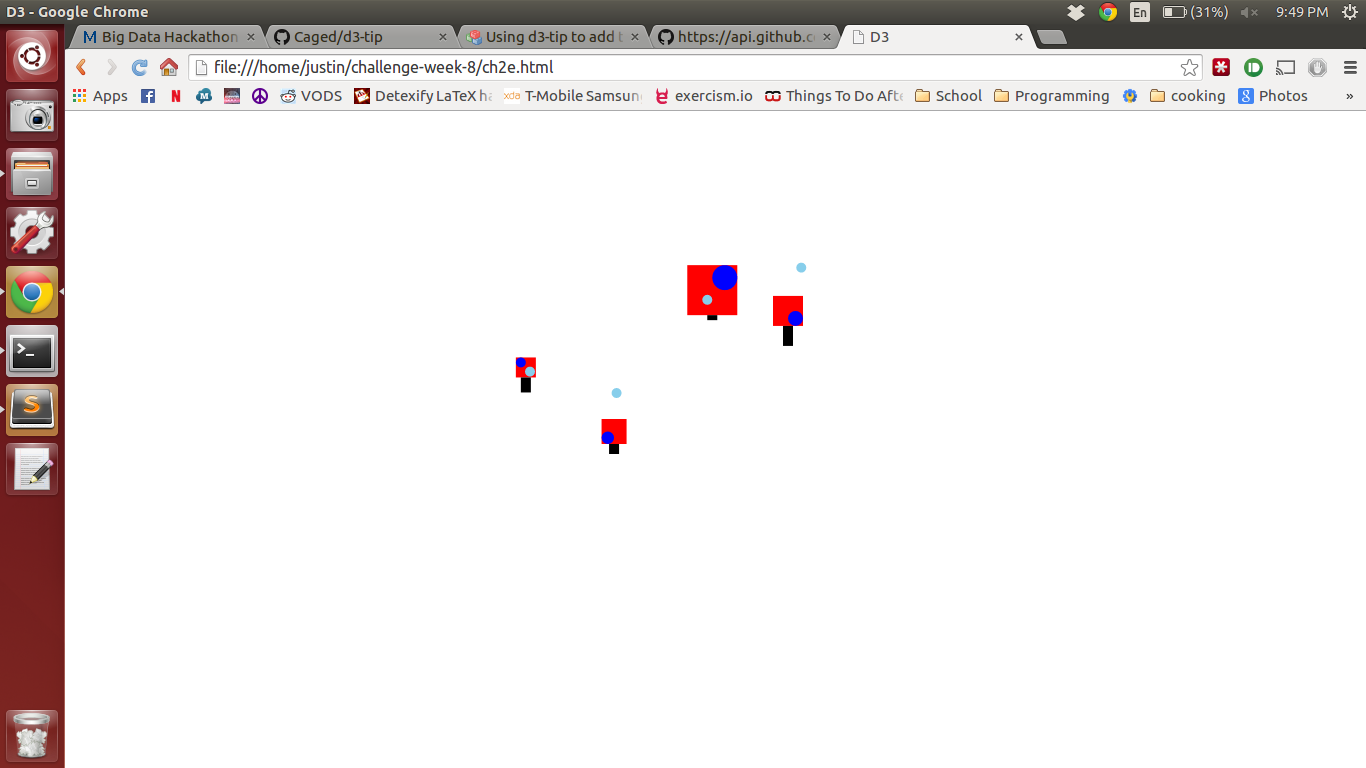 D3 - Google Chrome
En (31%) 9:49 PM
Big Data Hackathon
Caged/d3-tip
Using d3-tip to add t
https://api.github.c
D3
file:///home/justin/challenge-week-8/ch2e.html
Apps VODS Detexify LaTeX ha T-Mobile Samsun exercism.io Things To Do Afte School Programming cooking Photos »